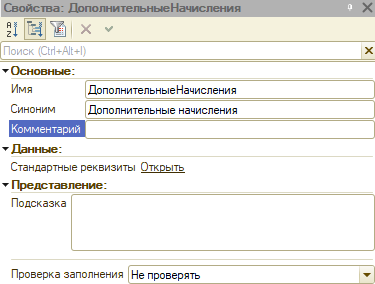 Свойства: ДополнительныеНачисления
Поиск (Ctrl+Alt+I)
Основные:
Имя ДополнительныеНачисления
Синоним Дополнительные начисления
Комментарий
Данные:
Стандартные реквизиты Открыть
Представление:
Подсказка
Проверка заполнения Не проверять